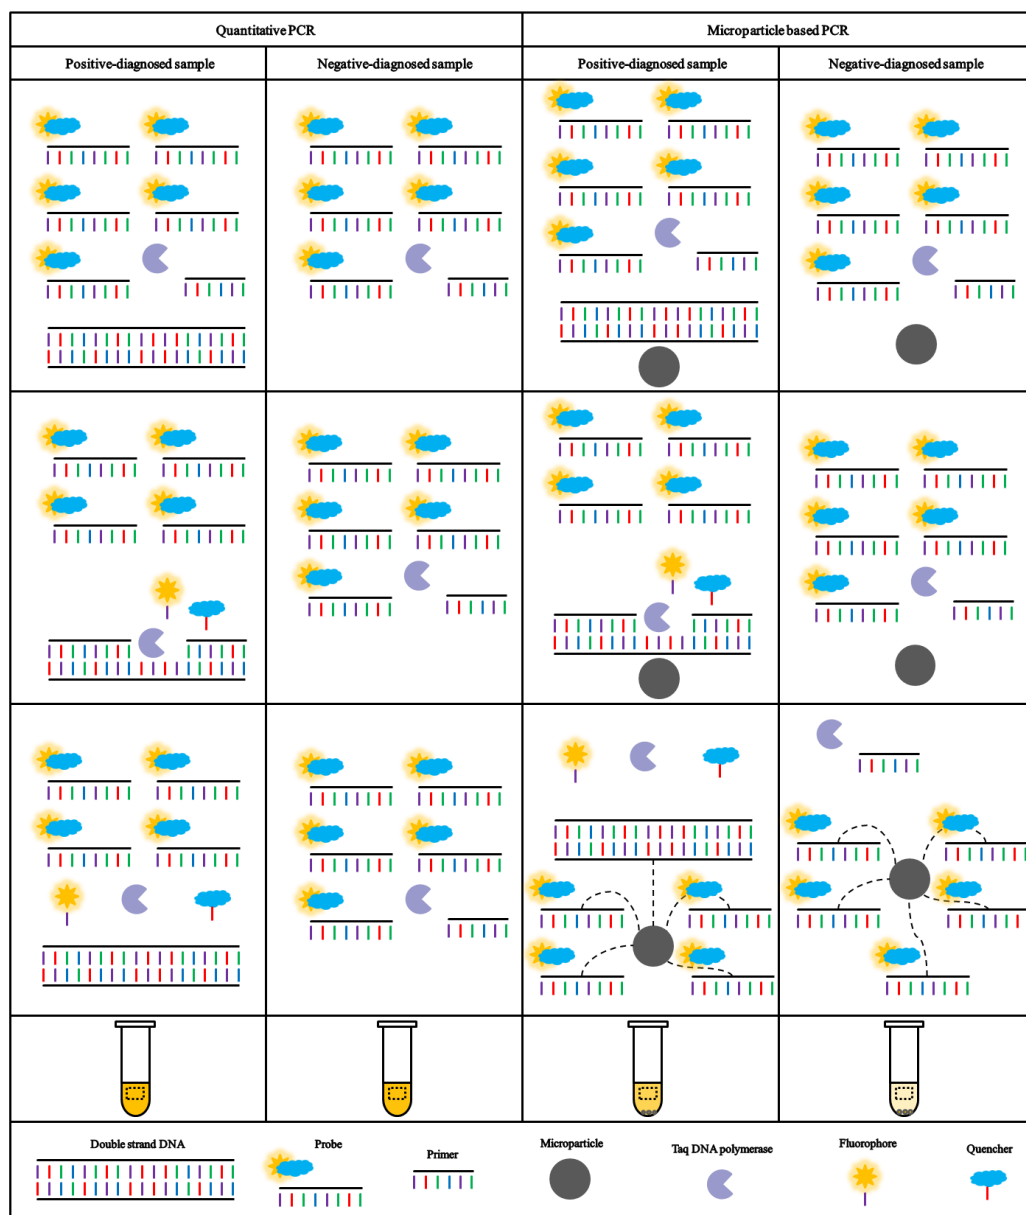 Quantitative PCR
Microparticle based PCR
Positive-diagnosed sample
Negative-diagnosed sample
Positive-diagnosed sample
Negative-diagnosed sample
Double strand DNA
Probe
Primer
Microparticle
Taq DNA polymerase
Fluorophore
Quencher